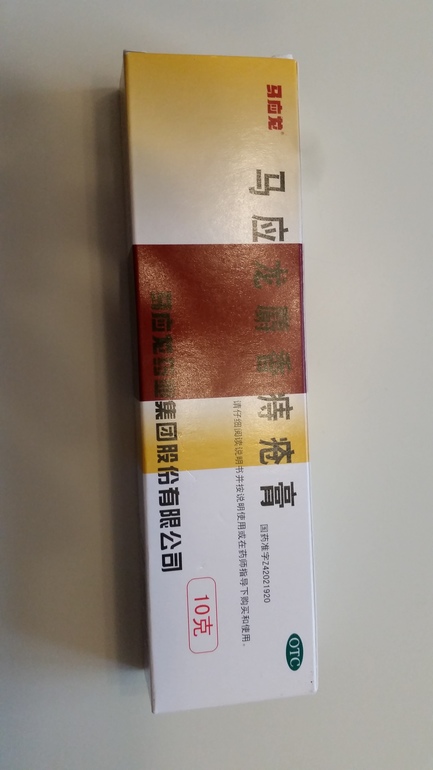 马应龙®
马应龙麝香痔疮膏
国药准字Z42021920
请仔细阅读说明书并按说明使用或在药师指导下购买和使用。
马应龙药业集团股份有限公司
10克
OTC